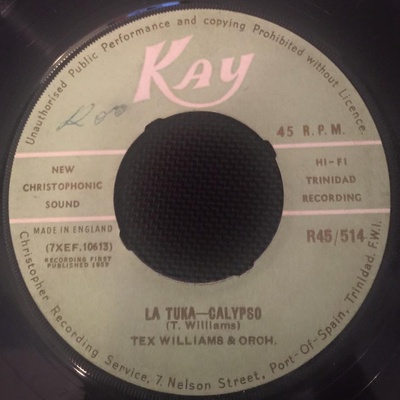 Unauthorised Public Performance and copying Prohibited without Licence.
KAY
45 R.P.M.
NEW
CHRISTOPHONIC
SOUND
HI-FI
TRINIDAD
RECORDING
MADE IN ENGLAND
(7XEF.10613)
RECORDING FIRST
PUBLISHED 1959
R45/514
LA TUKA—CALYPSO
(T. Williams)
TEX WILLIAMS & ORCH.
Christopher Recording Service, 7, Nelson Street, Port-Of-Spain, Trinidad, F.W.I.